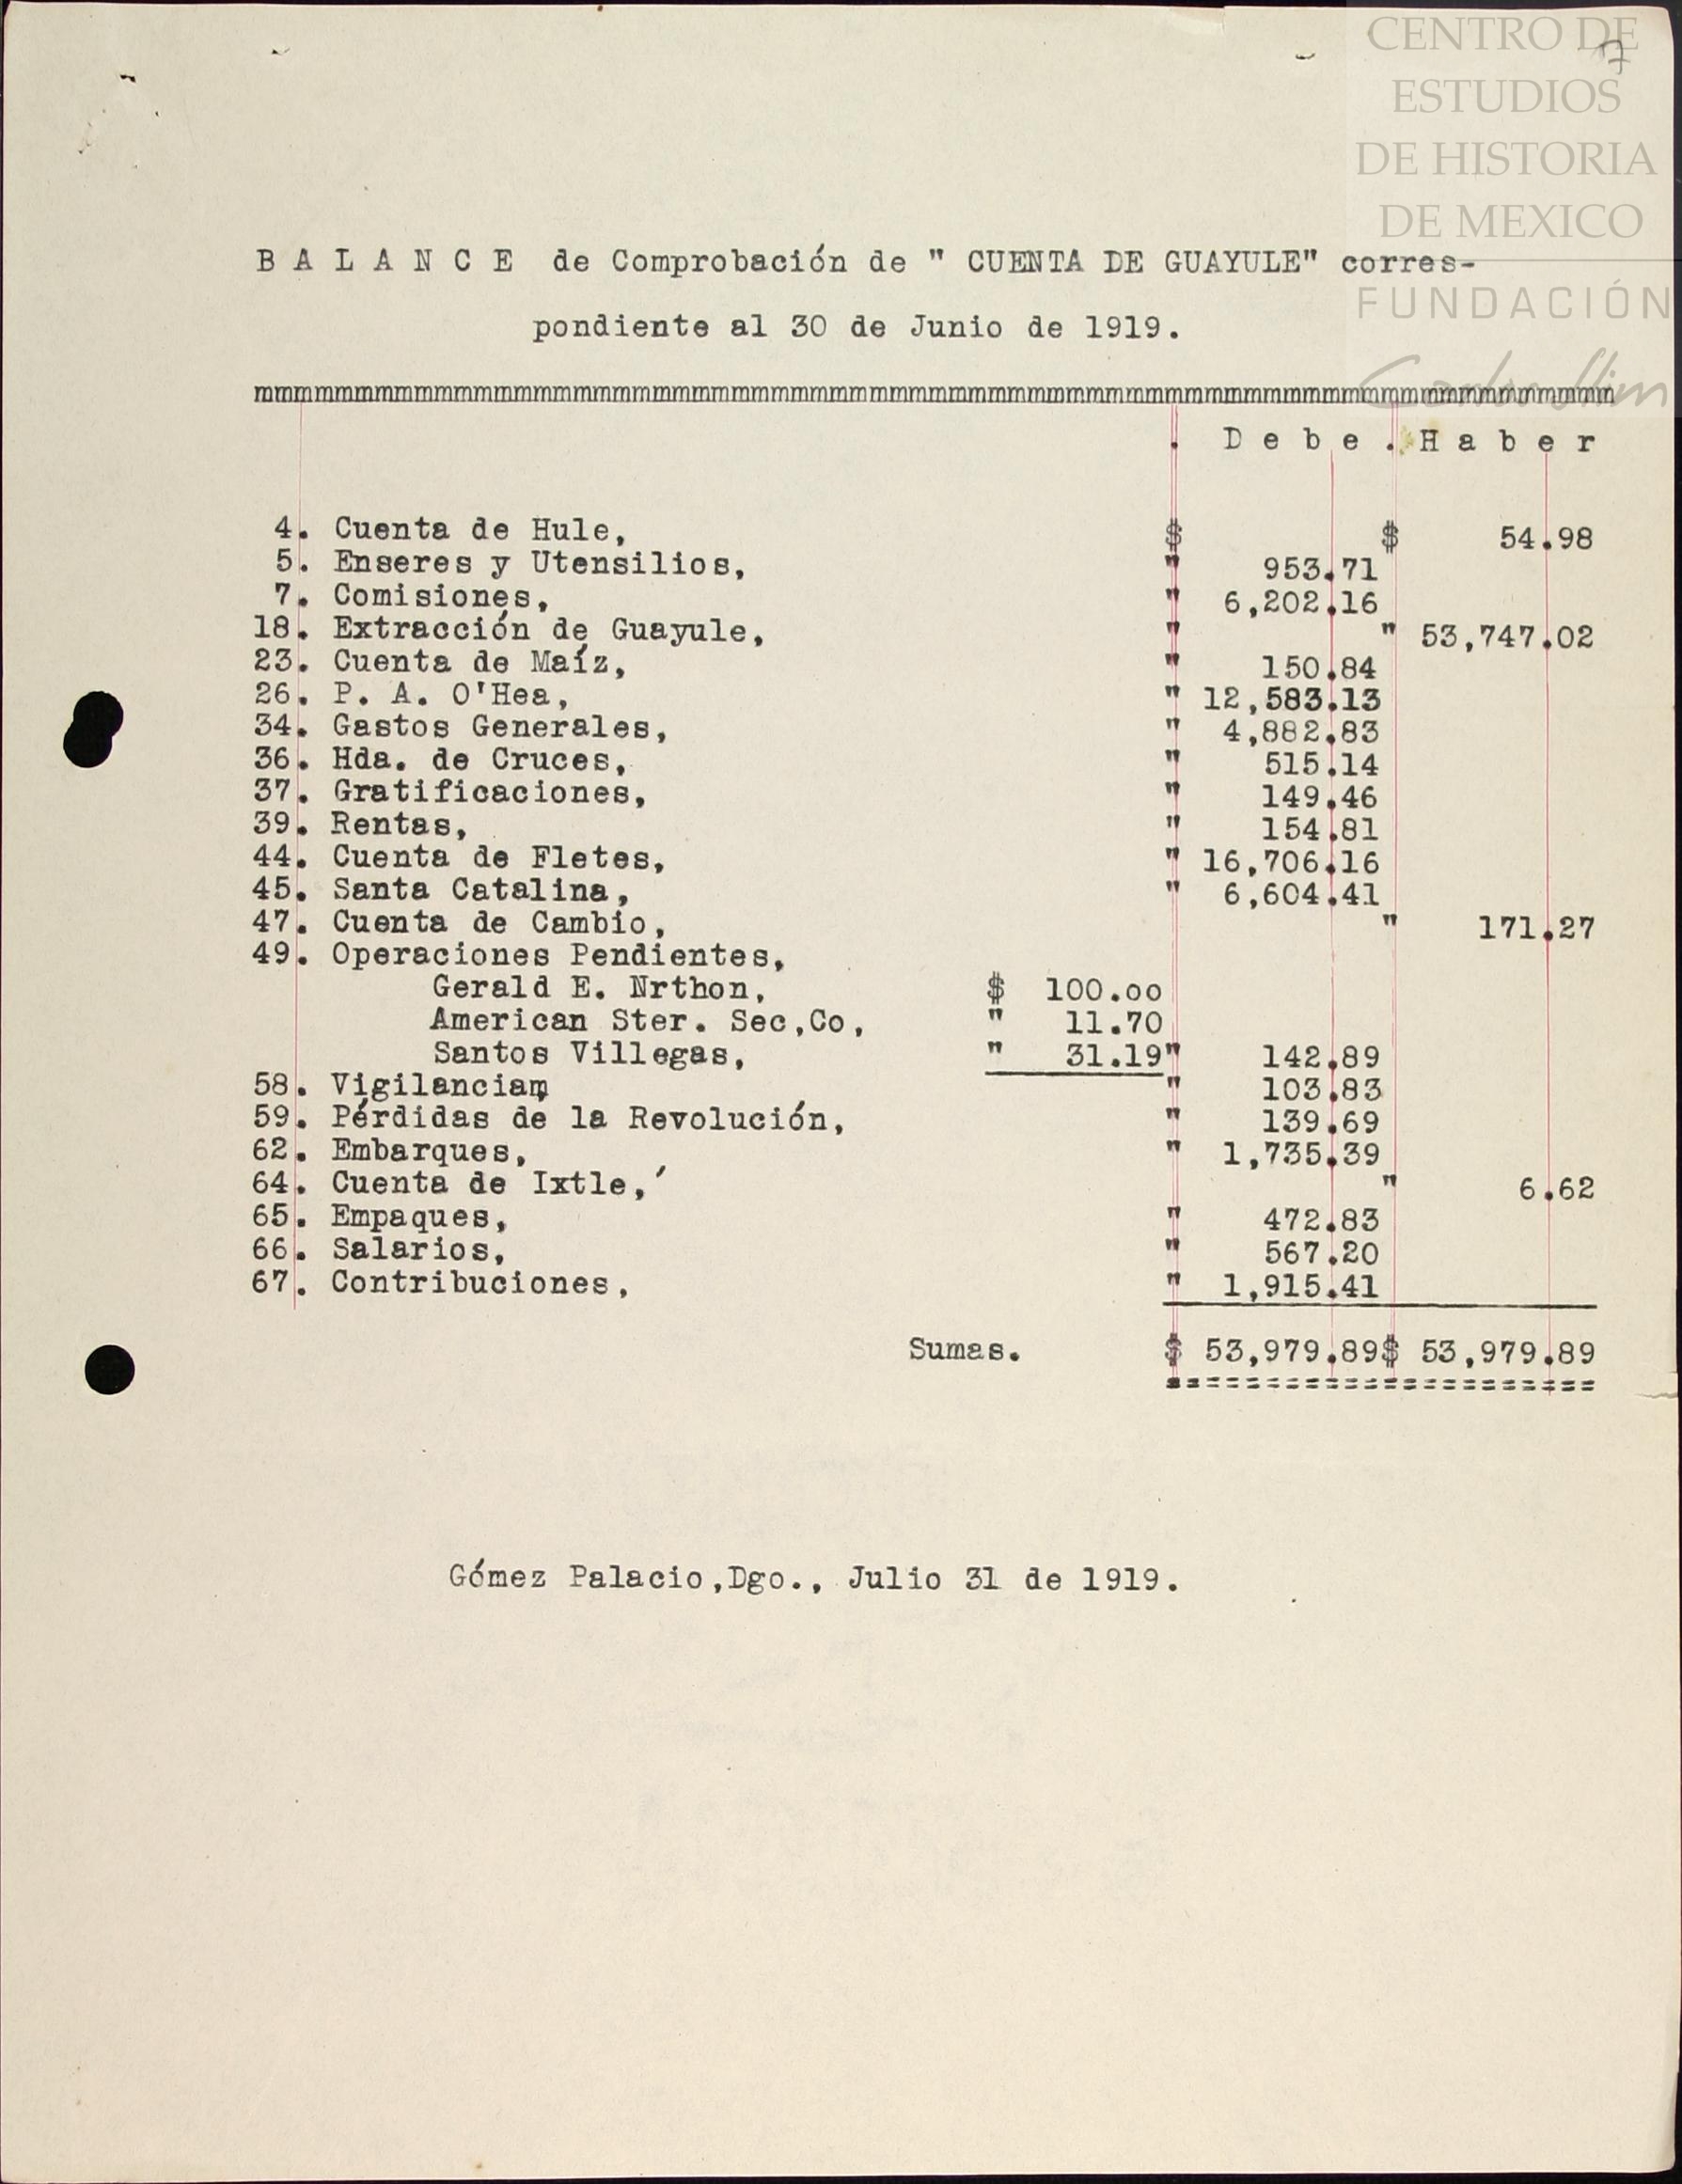 CENTRO DE
ESTUDIOS
DE HISTORIA
DE MEXICO
FUNDACIÓN
Carlos Slim
7
B A L A N C E de Comprobación de " CUENTA DE GUAYULE" corres-
pondiente al 30 de Junio de 1919.
mmmmmmmmmmmmmmmmmmmmmmmmmmmmmmmmmmmmmmmmmmmmmmmmmmmmmmmmmmmmmmmmmmmm
. D e b e . H a b e r
4. Cuenta de Hule, $ $ 54.98
5. Enseres y Utensilios, " 953.71
7. Comisiones, " 6,202.16
18. Extracción de Guayule, " " 53,747.02
23. Cuenta de Maíz, " 150.84
26. P. A. O'Hea, " 12,583.13
34. Gastos Generales, " 4,882.83
36. Hda. de Cruces, " 515.14
37. Gratificaciones, " 149.46
39. Rentas, " 154.81
44. Cuenta de Fletes, " 16,706.16
45. Santa Catalina, " 6,604.41
47. Cuenta de Cambio, " 171.27
49. Operaciones Pendientes,
Gerald E. Nrthon, $ 100.oo
American Ster. Sec,Co, " 11.70
Santos Villegas, " 31.19" 142.89
58. Vigilanciam " 103.83
59. Pérdidas de la Revolución, " 139.69
62. Embarques, " 1,735.39
64. Cuenta de Ixtle,´ " 6.62
65. Empaques, " 472.83
66. Salarios, " 567.20
67. Contribuciones, " 1,915.41
Sumas. $ 53,979.89$ 53,979.89
======================
Gómez Palacio,Dgo., Julio 31 de 1919.